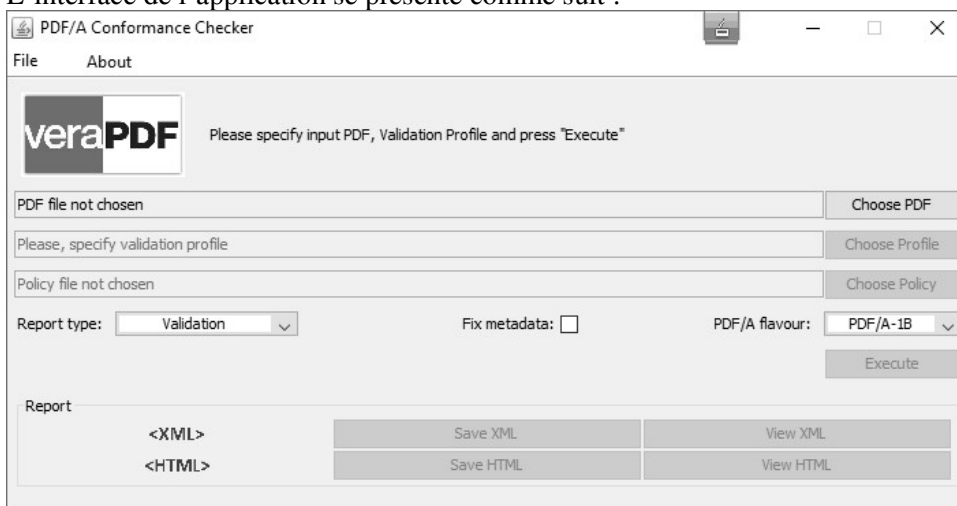 L'interface de l'application se présente comme suit :
PDF/A Conformance Checker
File About
veraPDF Please specify input PDF, Validation Profile and press "Execute"
PDF file not chosen Choose PDF
Please, specify validation profile Choose Profile
Policy file not chosen Choose Policy
Report type: Validation Fix metadata: PDF/A flavour: PDF/A-1B
Execute
Report
<XML> Save XML View XML
<HTML> Save HTML View HTML